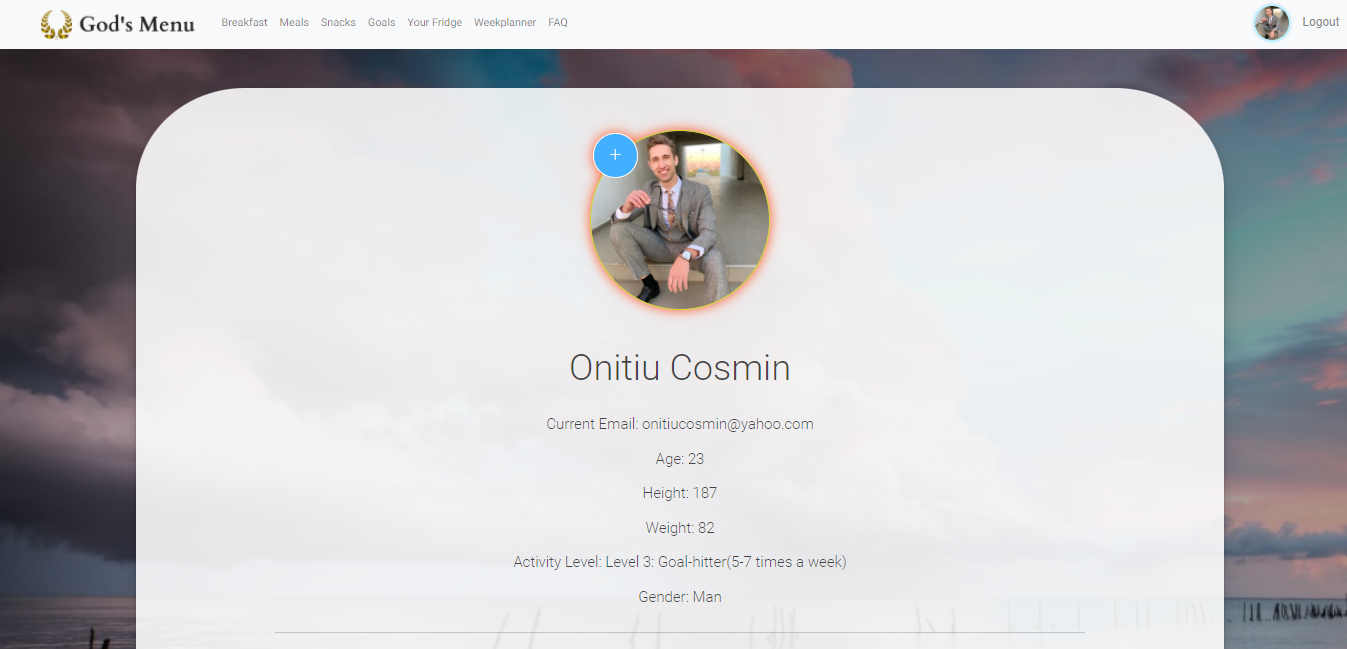 God's Menu Breakfast Meals Snacks Goals Your Fridge Weekplanner FAQ Logout
+
Onitiu Cosmin
Current Email: onitiucosmin@yahoo.com
Age: 23
Height: 187
Weight: 82
Activity Level: Level 3: Goal-hitter(5-7 times a week)
Gender: Man